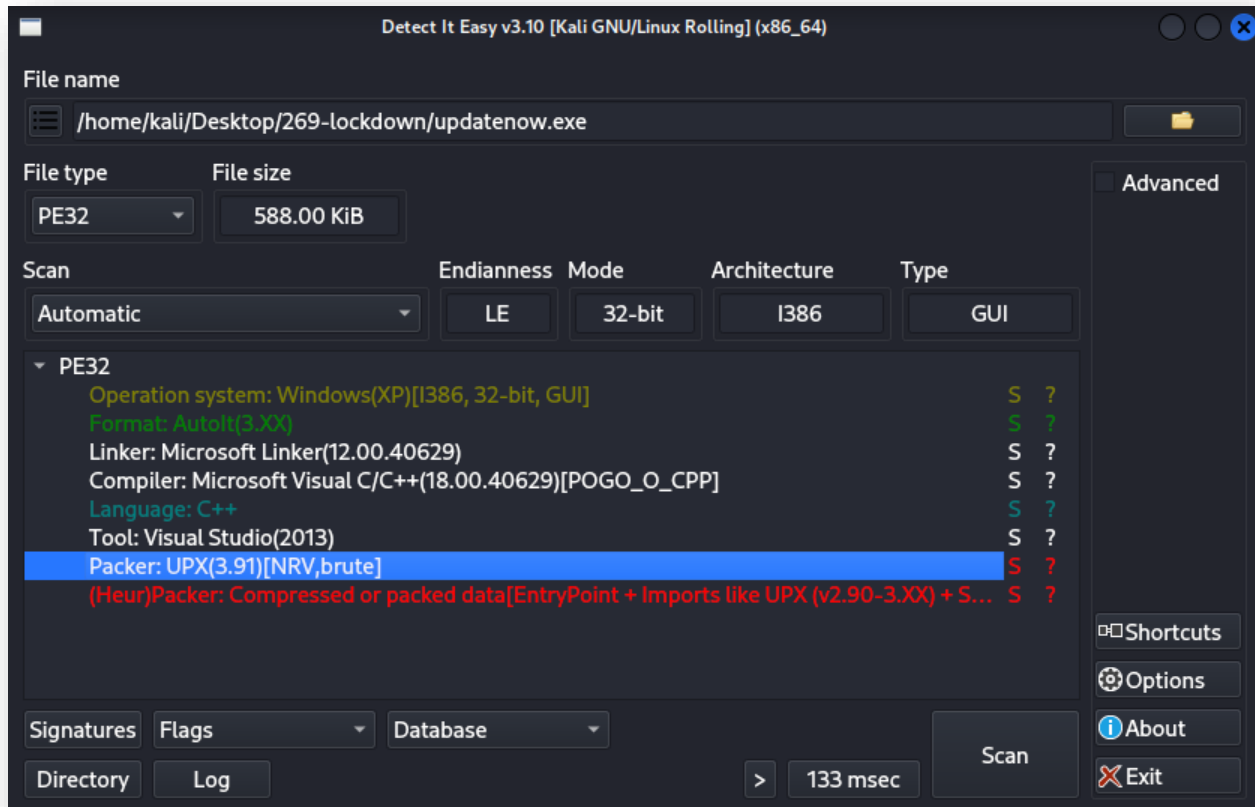 Detect It Easy v3.10 [Kali GNU/Linux Rolling] (x86_64)
File name
/home/kali/Desktop/269-lockdown/updatenow.exe
File type File size
PE32 588.00 KiB
Advanced
Scan Endianness Mode Architecture Type
Automatic LE 32-bit I386 GUI
PE32
Operation system: Windows(XP)[I386, 32-bit, GUI] S ?
Format: AutoIt(3.XX) S ?
Linker: Microsoft Linker(12.00.40629) S ?
Compiler: Microsoft Visual C/C++(18.00.40629)[POGO_O_CPP] S ?
Language: C++ S ?
Tool: Visual Studio(2013) S ?
Packer: UPX(3.91)[NRV,brute] S ?
(Heur)Packer: Compressed or packed data[EntryPoint + Imports like UPX (v2.90-3.XX) + S... S ?
Shortcuts
Options
Signatures Flags Database Scan About
Directory Log > 133 msec Exit